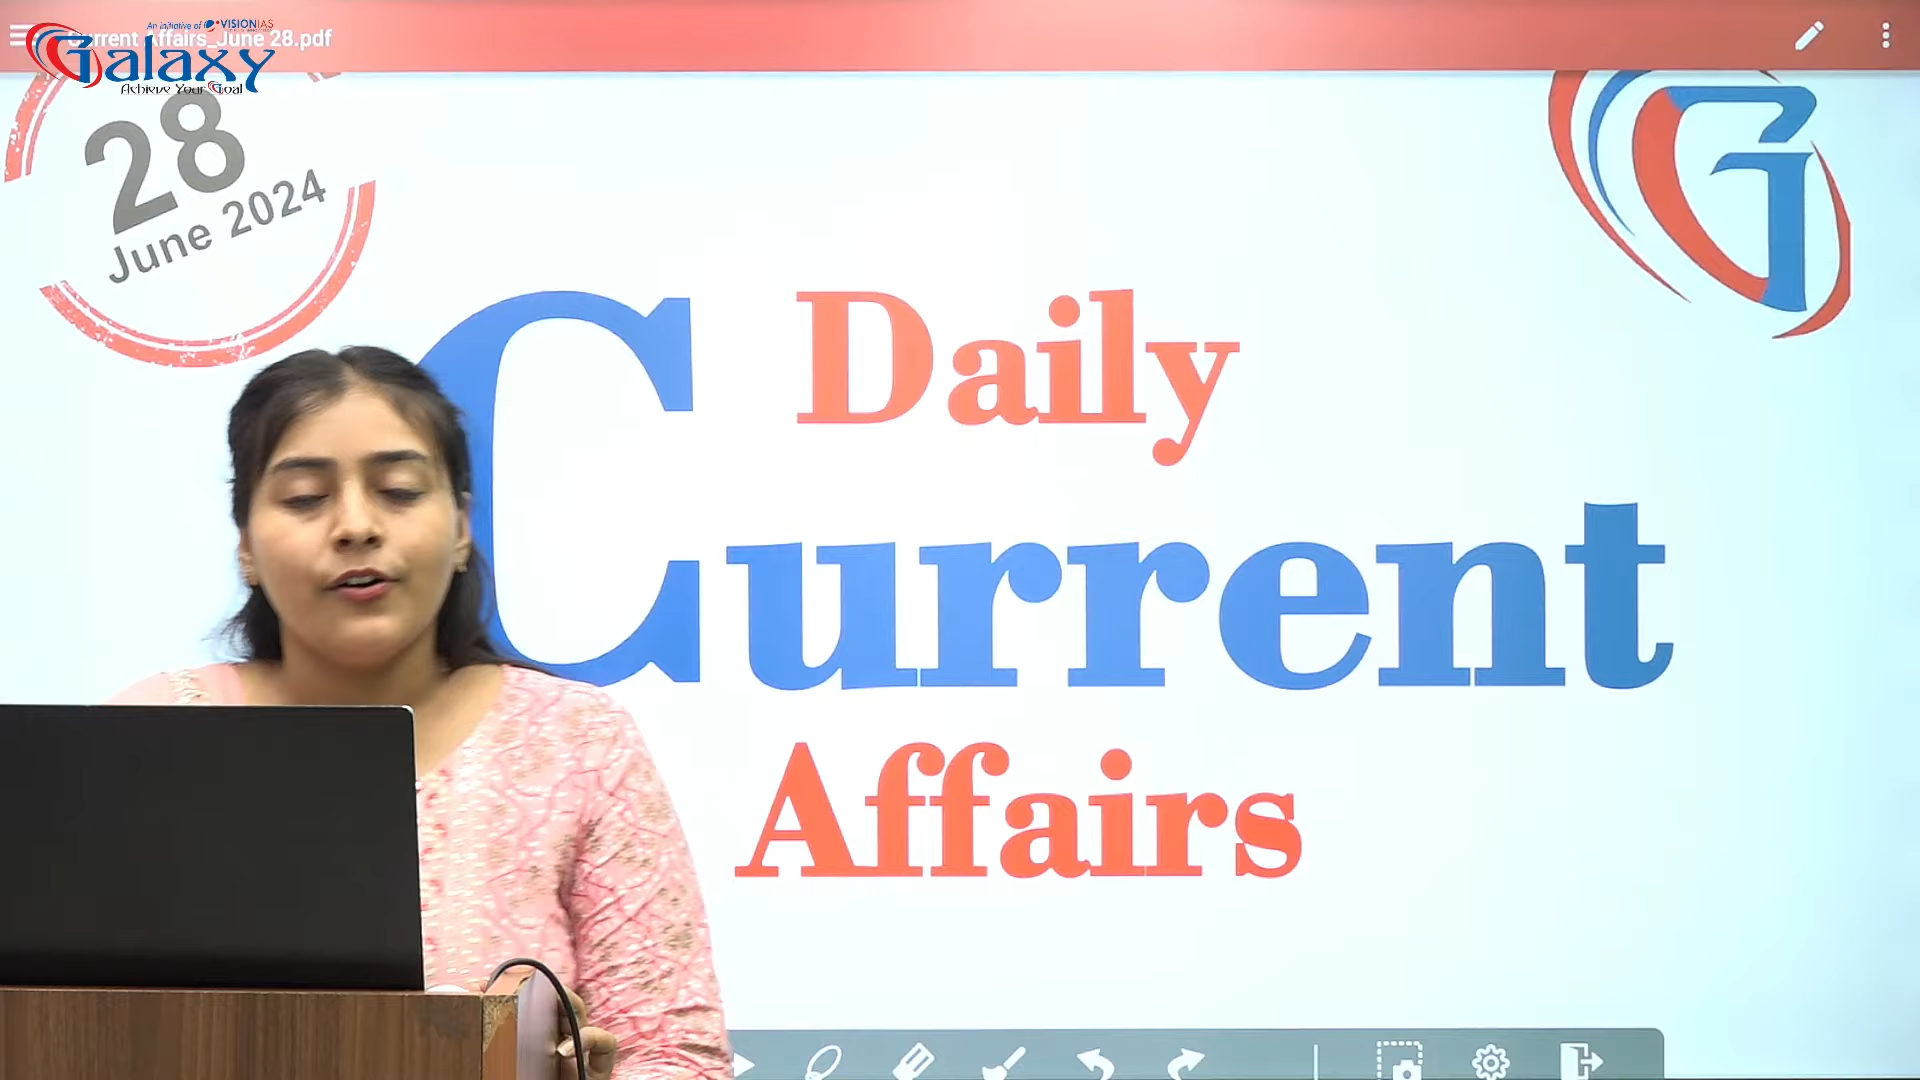 An initiative of VISIONIAS
Current Affairs_June 28.pdf
Galaxy
Achieve Your Goal
28
June 2024
G
Daily
Current
Affairs